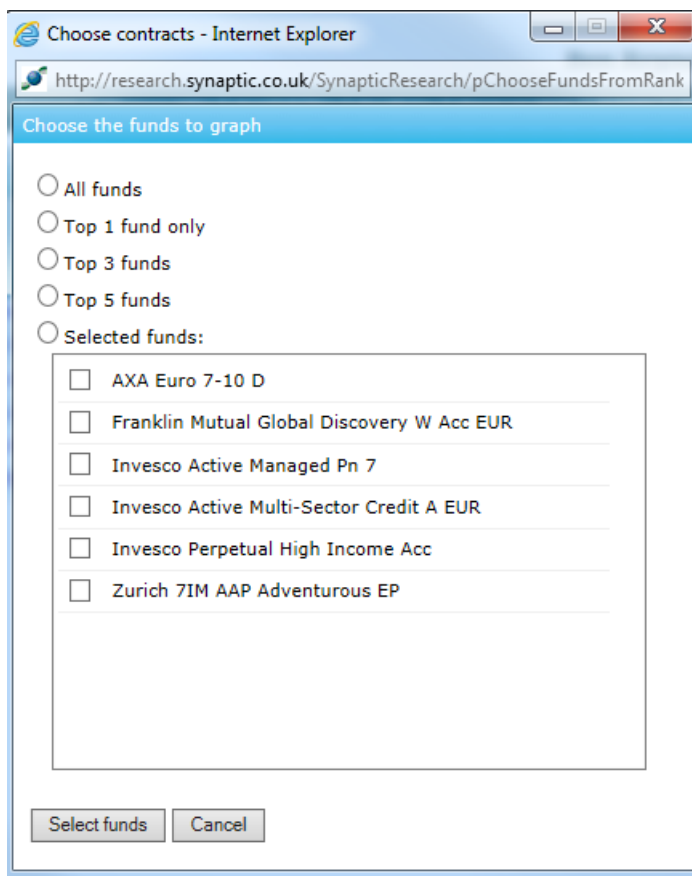 Choose contracts - Internet Explorer
http://research.synaptic.co.uk/SynapticResearch/pChooseFundsFromRank
Choose the funds to graph
All funds
Top 1 fund only
Top 3 funds
Top 5 funds
Selected funds:
AXA Euro 7-10 D
Franklin Mutual Global Discovery W Acc EUR
Invesco Active Managed Pn 7
Invesco Active Multi-Sector Credit A EUR
Invesco Perpetual High Income Acc
Zurich 7IM AAP Adventurous EP
Select funds Cancel